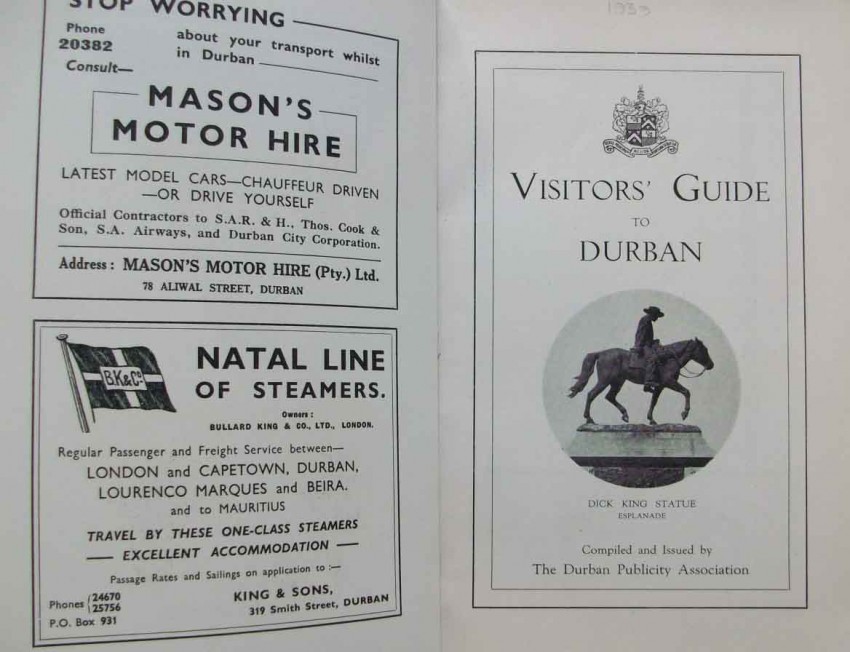 STOP WORRYING
Phone
20382
about your transport whilst
in Durban
Consult—
MASON'S
MOTOR HIRE
LATEST MODEL CARS—CHAUFFEUR DRIVEN
—OR DRIVE YOURSELF
Official Contractors to S.A.R. & H., Thos. Cook &
Son, S.A. Airways, and Durban City Corporation.
Address : MASON'S MOTOR HIRE (Pty.) Ltd.
78 ALIWAL STREET, DURBAN
B.K&Co
NATAL LINE
OF STEAMERS.
Owners :
BULLARD KING & CO., LTD., LONDON.
Regular Passenger and Freight Service between—
LONDON and CAPETOWN, DURBAN,
LOURENCO MARQUES and BEIRA.
and to MAURITIUS
TRAVEL BY THESE ONE-CLASS STEAMERS
— EXCELLENT ACCOMMODATION —
Passage Rates and Sailings on application to :—
Phones {24670
25756
P.O. Box 931
KING & SONS,
319 Smith Street, DURBAN
VISITORS' GUIDE
TO
DURBAN
DICK KING STATUE
ESPLANADE
Compiled and Issued by
The Durban Publicity Association